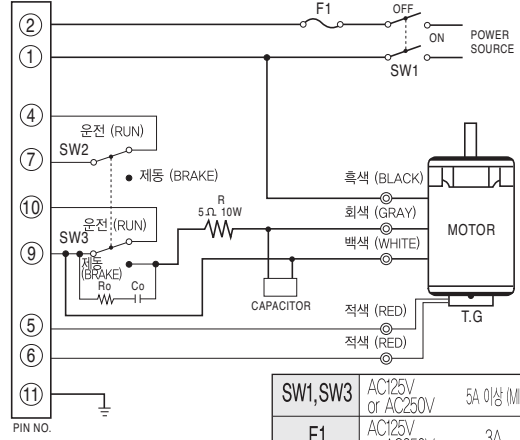 ② F1 OFF
ON POWER
SOURCE
① SW1
④
운전 (RUN)
⑦ SW2
제동 (BRAKE)
⑩
운전 (RUN)
R
5Ω 10W
⑨ SW3
제동
(BRAKE)
Ro Co
CAPACITOR
흑색 (BLACK)
회색 (GRAY)
백색 (WHITE)
MOTOR
적색 (RED)
T.G
⑤
적색 (RED)
⑥
⑪
PIN NO.
SW1,SW3 AC125V
or AC250V 5A 이상
F1 AC125V
3A